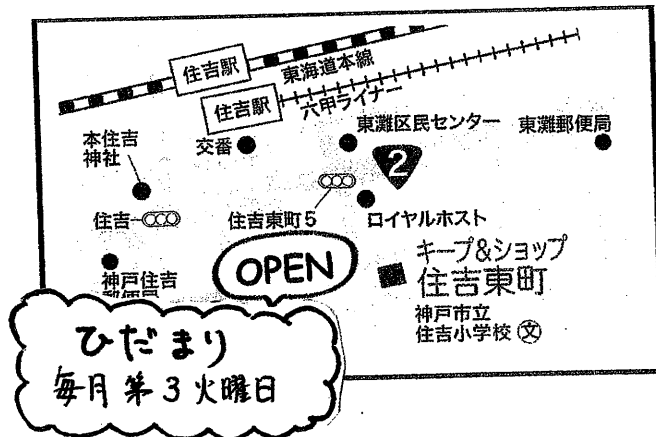 住吉駅
東海道本線
住吉駅
六甲ライナー
本住吉
神社
交番
東灘区民センター
東灘郵便局
2
住吉
住吉東町5
ロイヤルホスト
キープ&ショップ
住吉東町
神戸市立
住吉小学校 文
神戸住吉
郵便局
OPEN
ひだまり
毎月第3火曜日